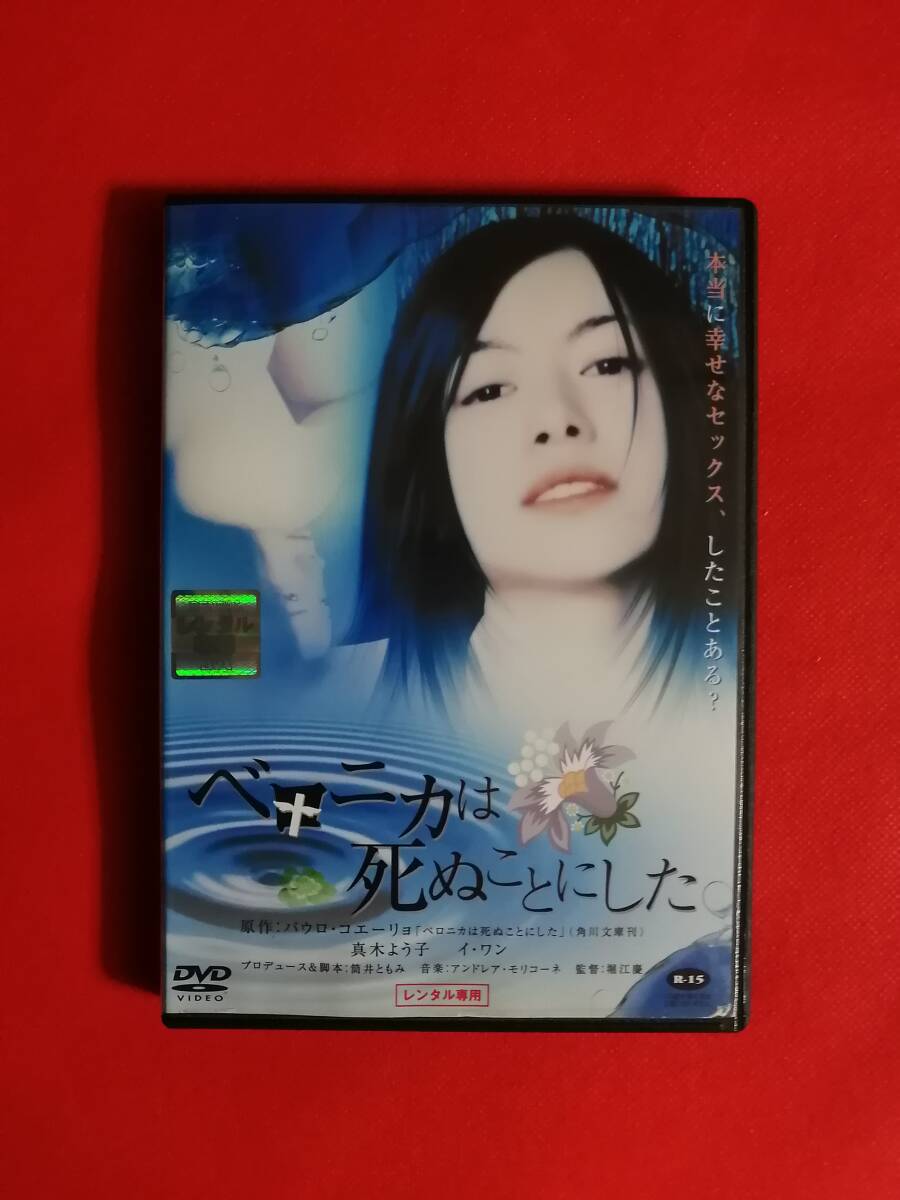 本当に幸せなセックス、したことある?
レンタル
ベロニカは
死ぬことにした
原作:パウロ・コエーリョ「ベロニカは死ぬことにした」(角川文庫刊)
真木よう子 イ・ワン
プロデュース&脚本:筒井ともみ 音楽:アンドレア・モリコーネ 監督:堀江慶
DVD
VIDEO
レンタル専用
R-15